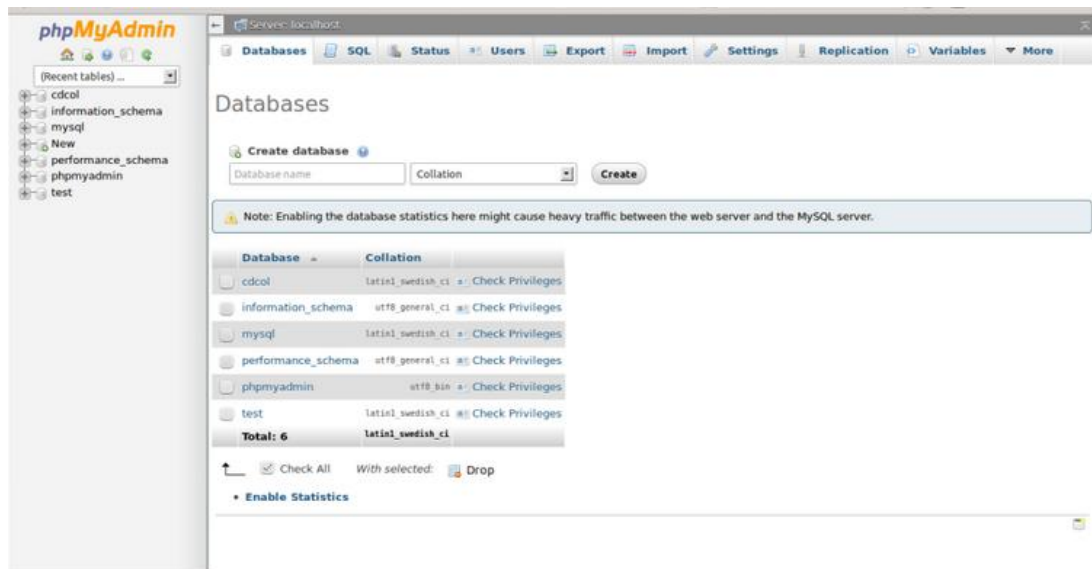 phpMyAdmin
(Recent tables) ...
cdcol
information_schema
mysql
New
performance_schema
phpmyadmin
test
Server: localhost
Databases SQL Status Users Export Import Settings Replication Variables More
Databases
Create database
Database name Collation Create
Note: Enabling the database statistics here might cause heavy traffic between the web server and the MySQL server.
Database Collation
cdcol latin1_swedish_ci Check Privileges
information_schema utf8_general_ci Check Privileges
mysql latin1_swedish_ci Check Privileges
performance_schema utf8_general_ci Check Privileges
phpmyadmin utf8_bin Check Privileges
test latin1_swedish_ci Check Privileges
Total: 6 latin1_swedish_ci
Check All With selected: Drop
• Enable Statistics